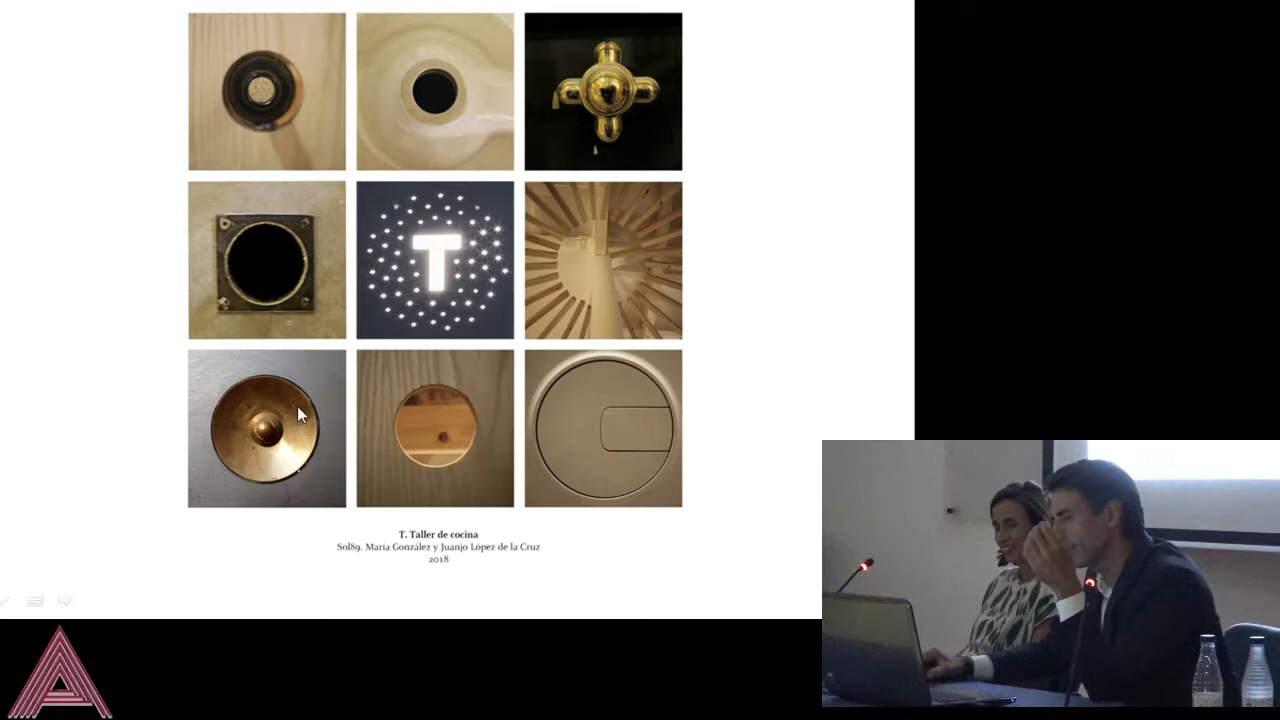 T
T. Taller de cocina
Sol89. María González y Juanjo López de la Cruz
2018
A